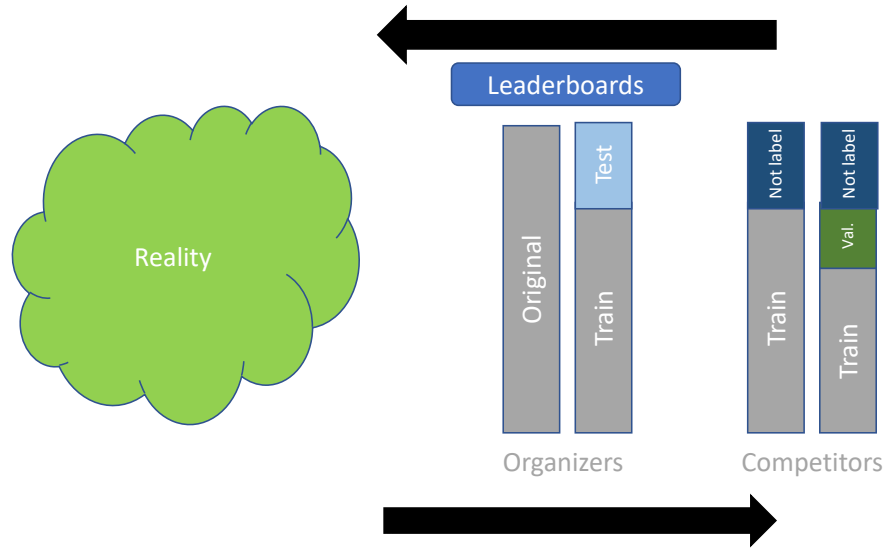 Leaderboards
Reality
Original
Test
Train
Organizers
Not label
Train
Not label
Val.
Train
Competitors